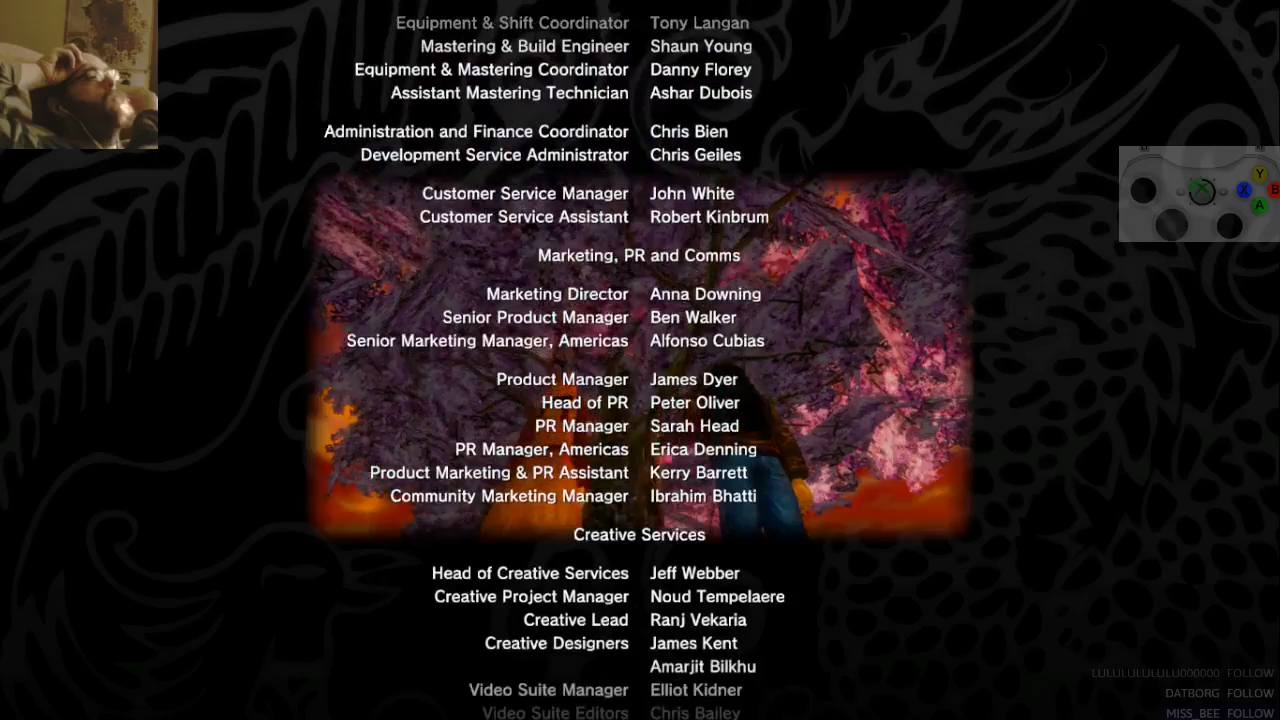 Equipment & Shift Coordinator Tony Langan
Mastering & Build Engineer Shaun Young
Equipment & Mastering Coordinator Danny Florey
Assistant Mastering Technician Ashar Dubois
Administration and Finance Coordinator Chris Bien
Development Service Administrator Chris Geiles
Customer Service Manager John White
Customer Service Assistant Robert Kinbrum
Marketing, PR and Comms
Marketing Director Anna Downing
Senior Product Manager Ben Walker
Senior Marketing Manager, Americas Alfonso Cubias
Product Manager James Dyer
Head of PR Peter Oliver
PR Manager Sarah Head
PR Manager, Americas Erica Denning
Product Marketing & PR Assistant Kerry Barrett
Community Marketing Manager Ibrahim Bhatti
Creative Services
Head of Creative Services Jeff Webber
Creative Project Manager Noud Tempelaere
Creative Lead Ranj Vekaria
Creative Designers James Kent
Amarjit Bilkhu
Video Suite Manager Elliot Kidner
Video Suite Editors Chris Bailey
Y
X B
A
LULULULULULU000000 FOLLOW
DATBORG FOLLOW
MISS_BEE FOLLOW